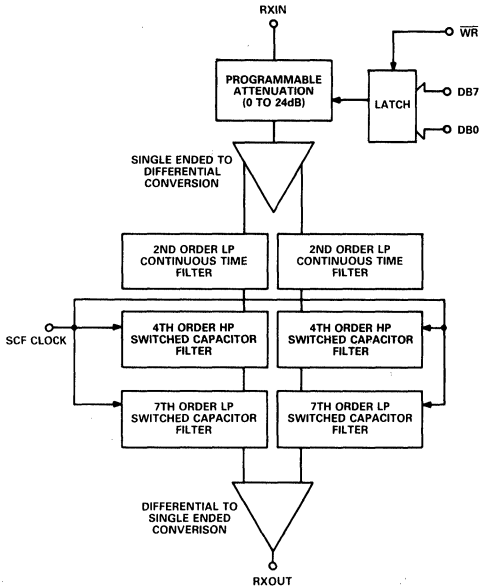 RXIN
WR
PROGRAMMABLE
ATTENUATION
(0 TO 24dB)
LATCH
DB7
DB0
SINGLE ENDED TO
DIFFERENTIAL
CONVERSION
2ND ORDER LP
CONTINUOUS TIME
FILTER
2ND ORDER LP
CONTINUOUS TIME
FILTER
SCF CLOCK
4TH ORDER HP
SWITCHED CAPACITOR
FILTER
4TH ORDER HP
SWITCHED CAPACITOR
FILTER
7TH ORDER LP
SWITCHED CAPACITOR
FILTER
7TH ORDER LP
SWITCHED CAPACITOR
FILTER
DIFFERENTIAL TO
SINGLE ENDED
CONVERISON
RXOUT